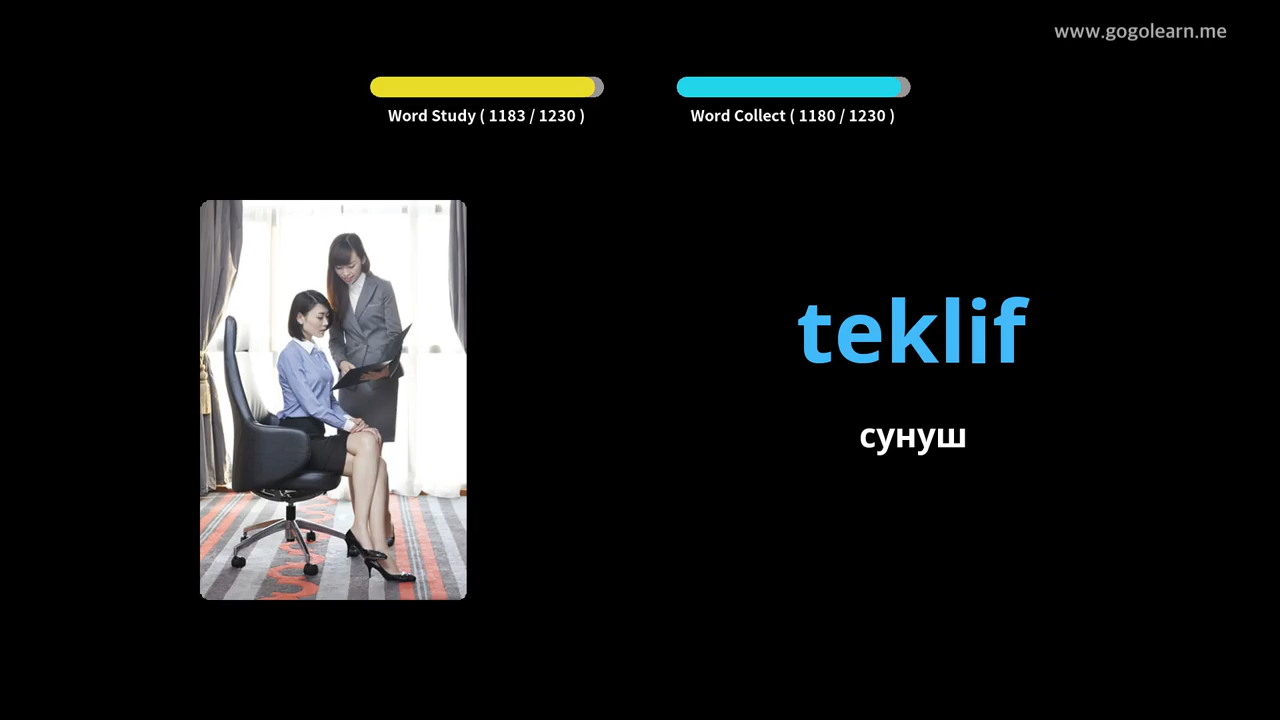 www.gogolearn.me
Word Study ( 1183 / 1230 )
Word Collect ( 1180 / 1230 )
teklif
сунуш